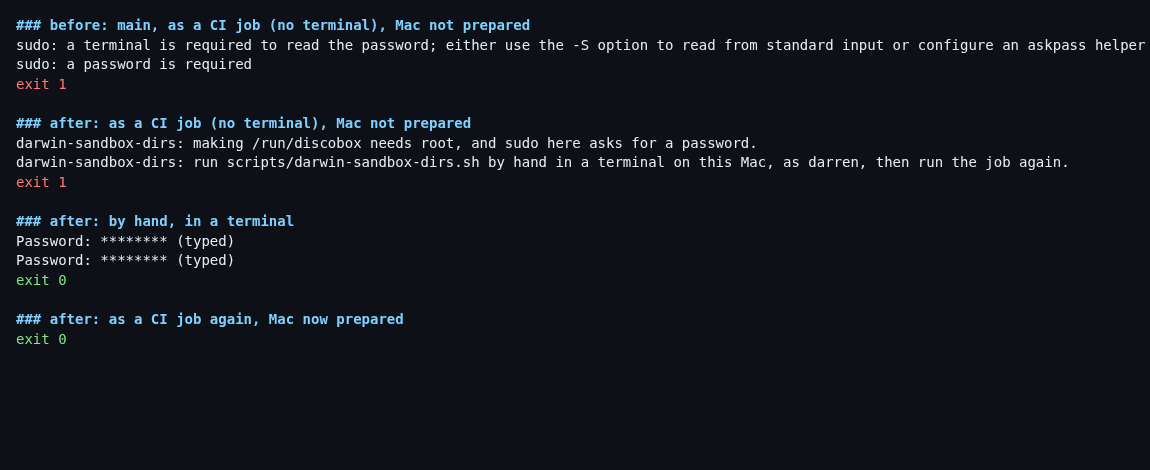 ### before: main, as a CI job (no terminal), Mac not prepared
sudo: a terminal is required to read the password; either use the -S option to read from standard input or configure an askpass helper
sudo: a password is required
exit 1
### after: as a CI job (no terminal), Mac not prepared
darwin-sandbox-dirs: making /run/discobox needs root, and sudo here asks for a password.
darwin-sandbox-dirs: run scripts/darwin-sandbox-dirs.sh by hand in a terminal on this Mac, as darren, then run the job again.
exit 1
### after: by hand, in a terminal
Password: ******** (typed)
Password: ******** (typed)
exit 0
### after: as a CI job again, Mac now prepared
exit 0